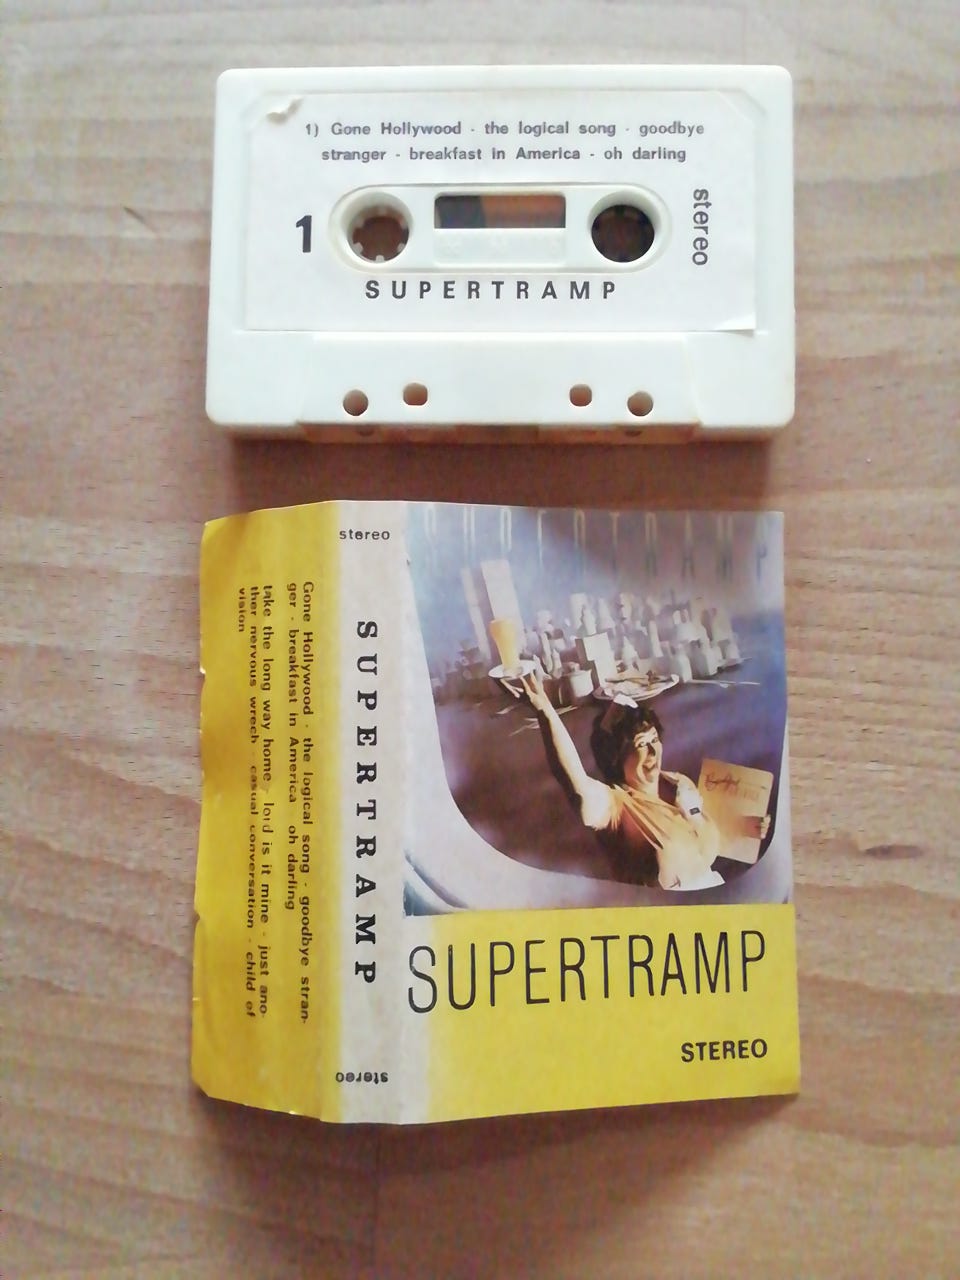 1) Gone Hollywood - the logical song - goodbye
stranger - breakfast in America - oh darling
1
stereo
SUPERTRAMP
stereo
SUPERTRAMP
stereo
Gone Hollywood - the logical song - goodbye stran-
ger - breakfast in America oh darling
take the long way home - lord is it mine - just ano-
ther nervous wrech - casual conversation - child of
vision
SUPERTRAMP
SUPERTRAMP
STEREO